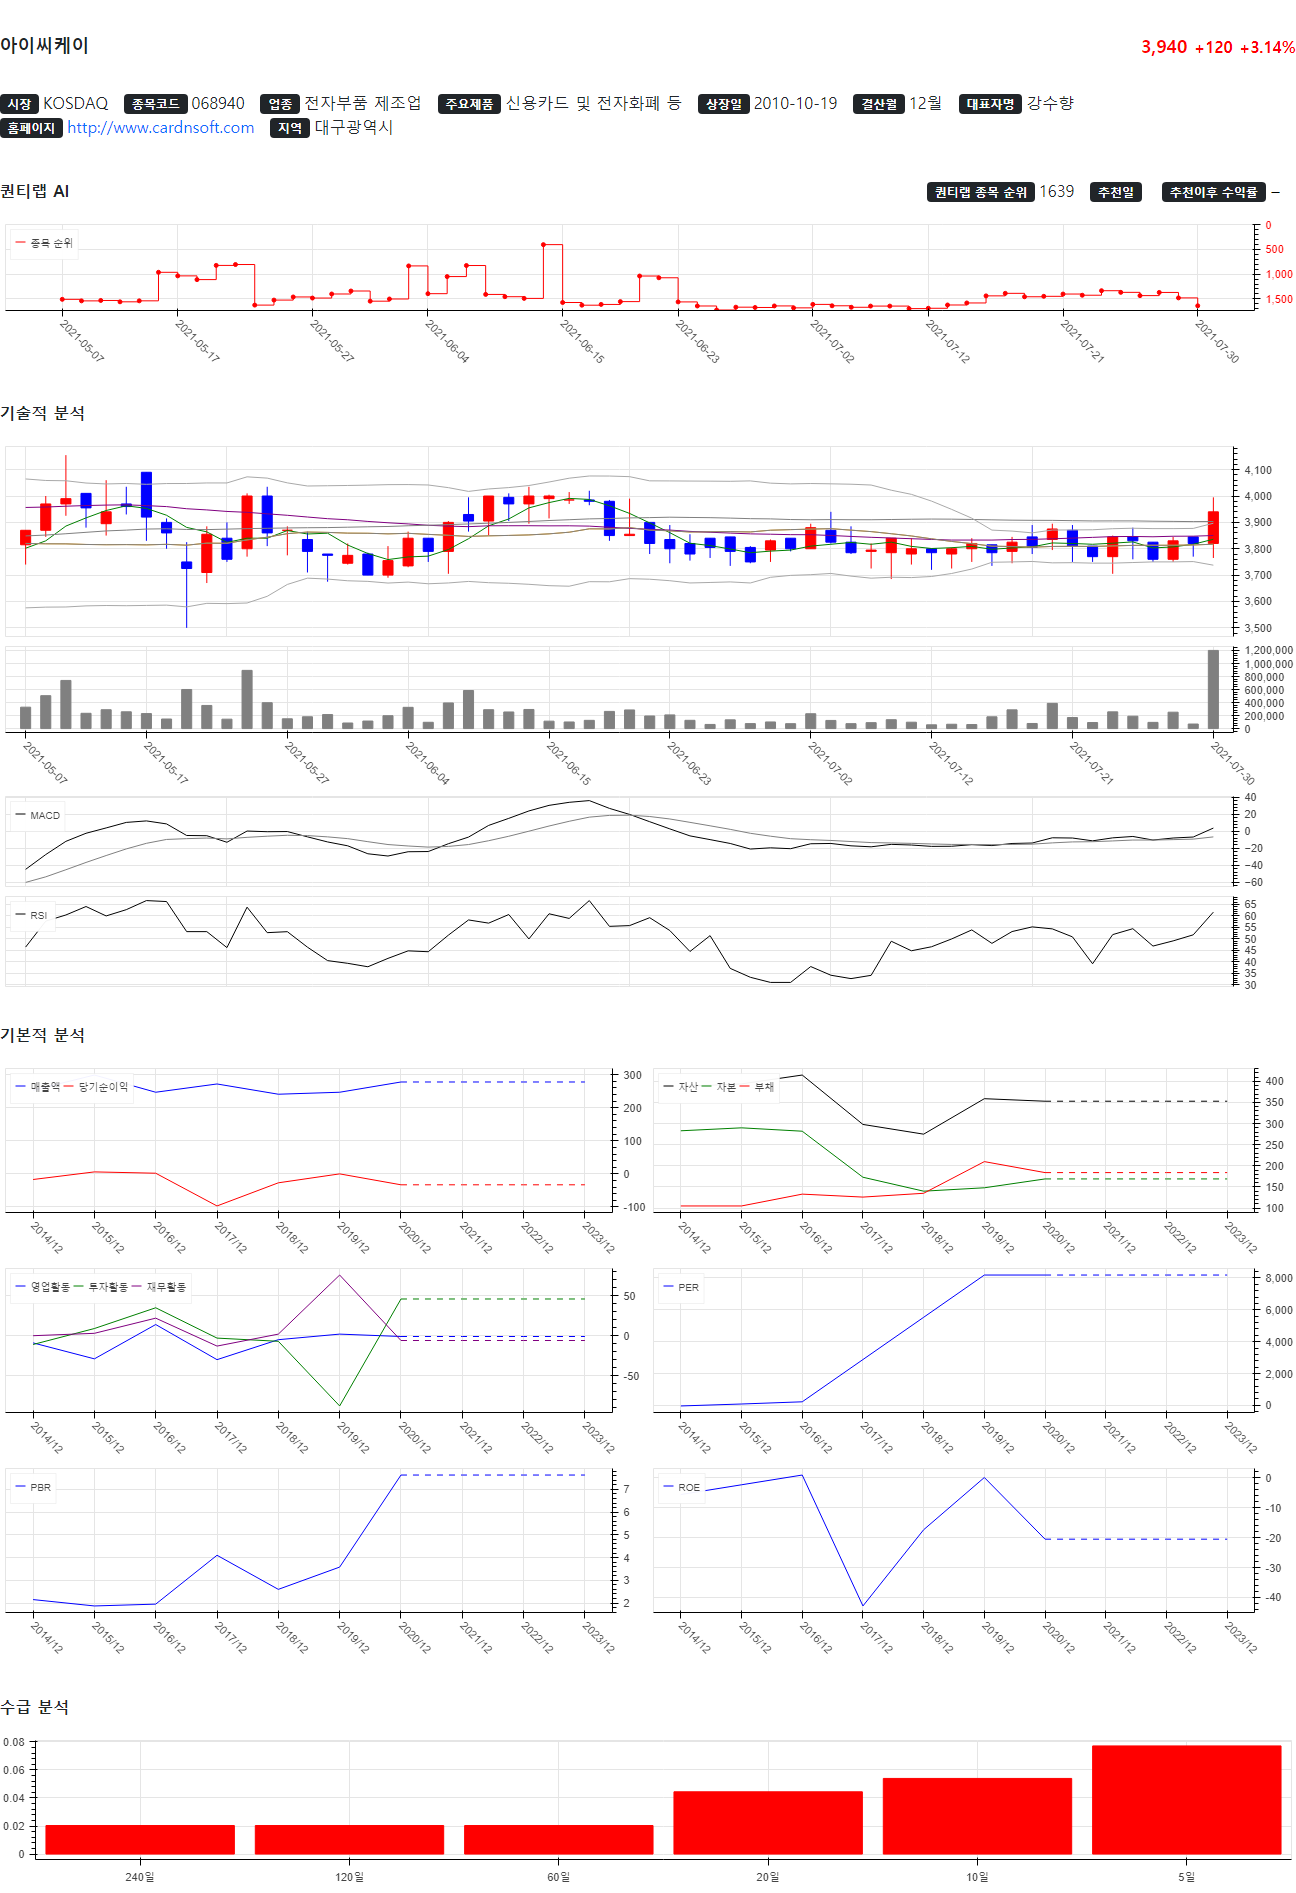 아이씨케이
3,940 +120 +3.14%
시장 KOSDAQ 종목코드 068940 업종 전자부품 제조업 주요제품 신용카드 및 전자화폐 등 상장일 2010-10-19 결산월 12월 대표자명 강수향
홈페이지 http://www.cardnsoft.com 지역 대구광역시
퀀티랩 AI
퀀티랩 종목 순위 1639 추천일 추천이후 수익률 –
종목 순위
0
500
1,000
1,500
2021-05-07 2021-05-17 2021-05-27 2021-06-04 2021-06-15 2021-06-23 2021-07-02 2021-07-12 2021-07-21 2021-07-30
기술적 분석
4,100
4,000
3,900
3,800
3,700
3,600
3,500
1,200,000
1,000,000
800,000
600,000
400,000
200,000
0
2021-05-07 2021-05-17 2021-05-27 2021-06-04 2021-06-15 2021-06-23 2021-07-02 2021-07-12 2021-07-21 2021-07-30
MACD
40
20
0
−20
−40
−60
RSI
65
60
55
50
45
40
35
30
기본적 분석
매출액 당기순이익
300
200
100
0
-100
2014/12 2015/12 2016/12 2017/12 2018/12 2019/12 2020/12 2021/12 2022/12 2023/12
자산 자본 부채
400
350
300
250
200
150
100
2014/12 2015/12 2016/12 2017/12 2018/12 2019/12 2020/12 2021/12 2022/12 2023/12
영업활동 투자활동 재무활동
50
0
-50
2014/12 2015/12 2016/12 2017/12 2018/12 2019/12 2020/12 2021/12 2022/12 2023/12
PER
8,000
6,000
4,000
2,000
0
2014/12 2015/12 2016/12 2017/12 2018/12 2019/12 2020/12 2021/12 2022/12 2023/12
PBR
7
6
5
4
3
2
2014/12 2015/12 2016/12 2017/12 2018/12 2019/12 2020/12 2021/12 2022/12 2023/12
ROE
0
-10
-20
-30
-40
2014/12 2015/12 2016/12 2017/12 2018/12 2019/12 2020/12 2021/12 2022/12 2023/12
수급 분석
0.08
0.06
0.04
0.02
0
240일 120일 60일 20일 10일 5일